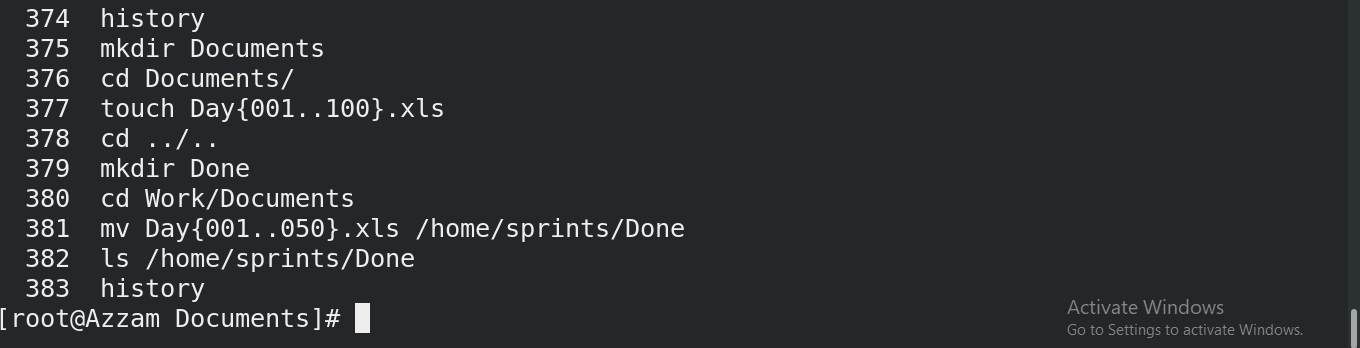 374  history
375  mkdir Documents
376  cd Documents/
377  touch Day{001..100}.xls
378  cd ../..
379  mkdir Done
380  cd Work/Documents
381  mv Day{001..050}.xls /home/sprints/Done
382  ls /home/sprints/Done
383  history
[root@Azzam Documents]#
Activate Windows
Go to Settings to activate Windows.